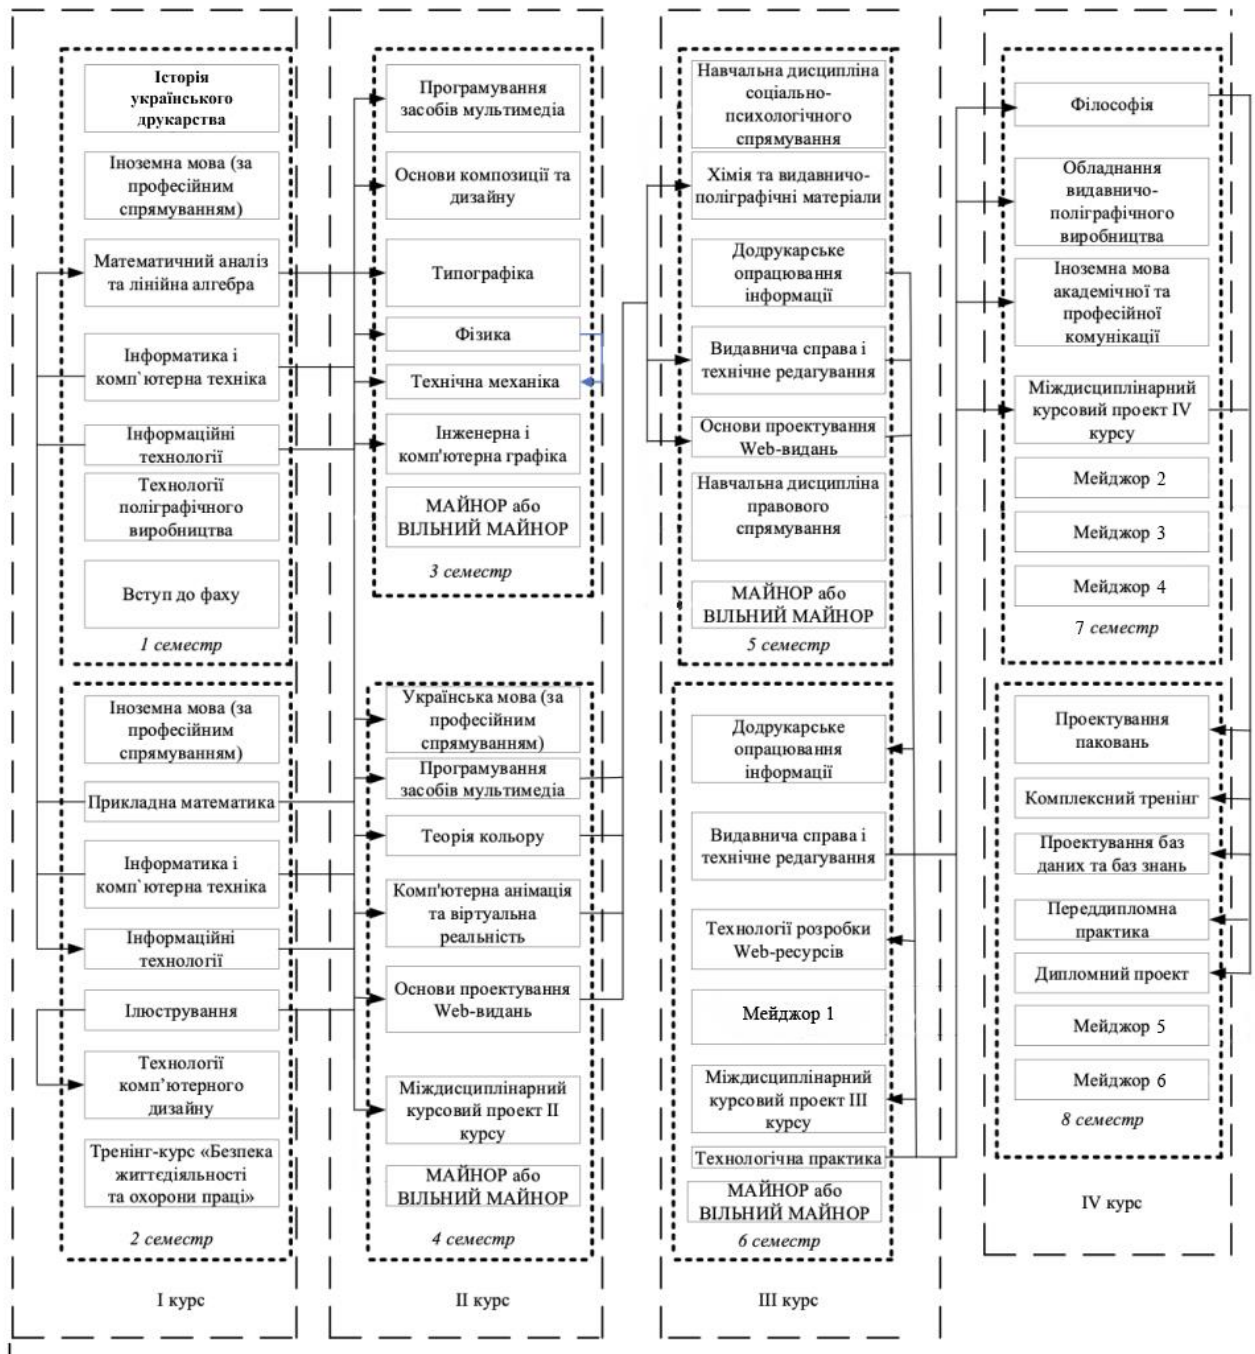 Історія
українського
друкарства
Іноземна мова (за
професійним
спрямуванням)
Математичний аналіз
та лінійна алгебра
Інформатика і
комп`ютерна техніка
Інформаційні
технології
Технології
поліграфічного
виробництва
Вступ до фаху
1 семестр
Іноземна мова (за
професійним
спрямуванням)
Прикладна математика
Інформатика і
комп`ютерна техніка
Інформаційні
технології
Ілюстрування
Технології
комп’ютерного
дизайну
Тренінг-курс «Безпека
життєдіяльності
та охорони праці»
2 семестр
І курс
Програмування
засобів мультимедіа
Основи композиції та
дизайну
Типографіка
Фізика
Технічна механіка
Інженерна і
комп'ютерна графіка
МАЙНОР або
ВІЛЬНИЙ МАЙНОР
3 семестр
Українська мова (за
професійним
спрямуванням)
Програмування
засобів мультимедіа
Теорія кольору
Комп'ютерна анімація
та віртуальна
реальність
Основи проектування
Web-видань
Міждисциплінарний
курсовий проект ІІ
курсу
МАЙНОР або
ВІЛЬНИЙ МАЙНОР
4 семестр
ІІ курс
Навчальна дисципліна
соціально-
психологічного
спрямування
Хімія та видавничо-
поліграфічні матеріали
Додрукарське
опрацювання
інформації
Видавнича справа і
технічне редагування
Основи проектування
Web-видань
Навчальна дисципліна
правового
спрямування
МАЙНОР або
ВІЛЬНИЙ МАЙНОР
5 семестр
Додрукарське
опрацювання
інформації
Видавнича справа і
технічне редагування
Технології розробки
Web-ресурсів
Мейджор 1
Міждисциплінарний
курсовий проект ІІІ
курсу
Технологічна практика
МАЙНОР або
ВІЛЬНИЙ МАЙНОР
6 семестр
ІІІ курс
Філософія
Обладнання
видавничо-
поліграфічного
виробництва
Іноземна мова
академічної та
професійної
комунікації
Міждисциплінарний
курсовий проект IV
курсу
Мейджор 2
Мейджор 3
Мейджор 4
7 семестр
Проектування
паковань
Комплексний тренінг
Проектування баз
даних та баз знань
Переддипломна
практика
Дипломний проект
Мейджор 5
Мейджор 6
8 семестр
IV курс